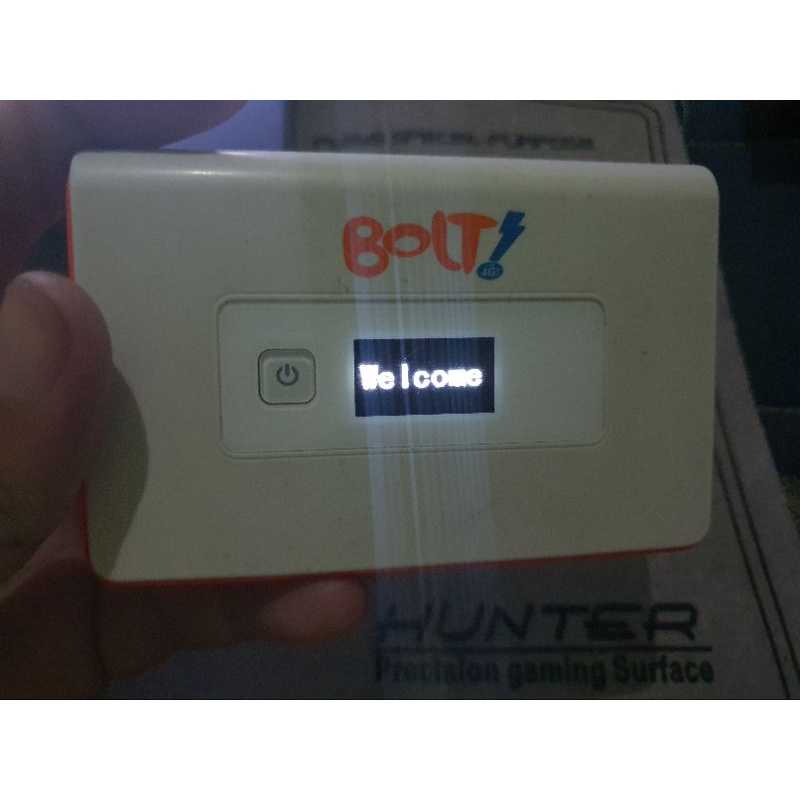 BOLT!
4G
Welcome
HUNTER
Precision gaming Surface